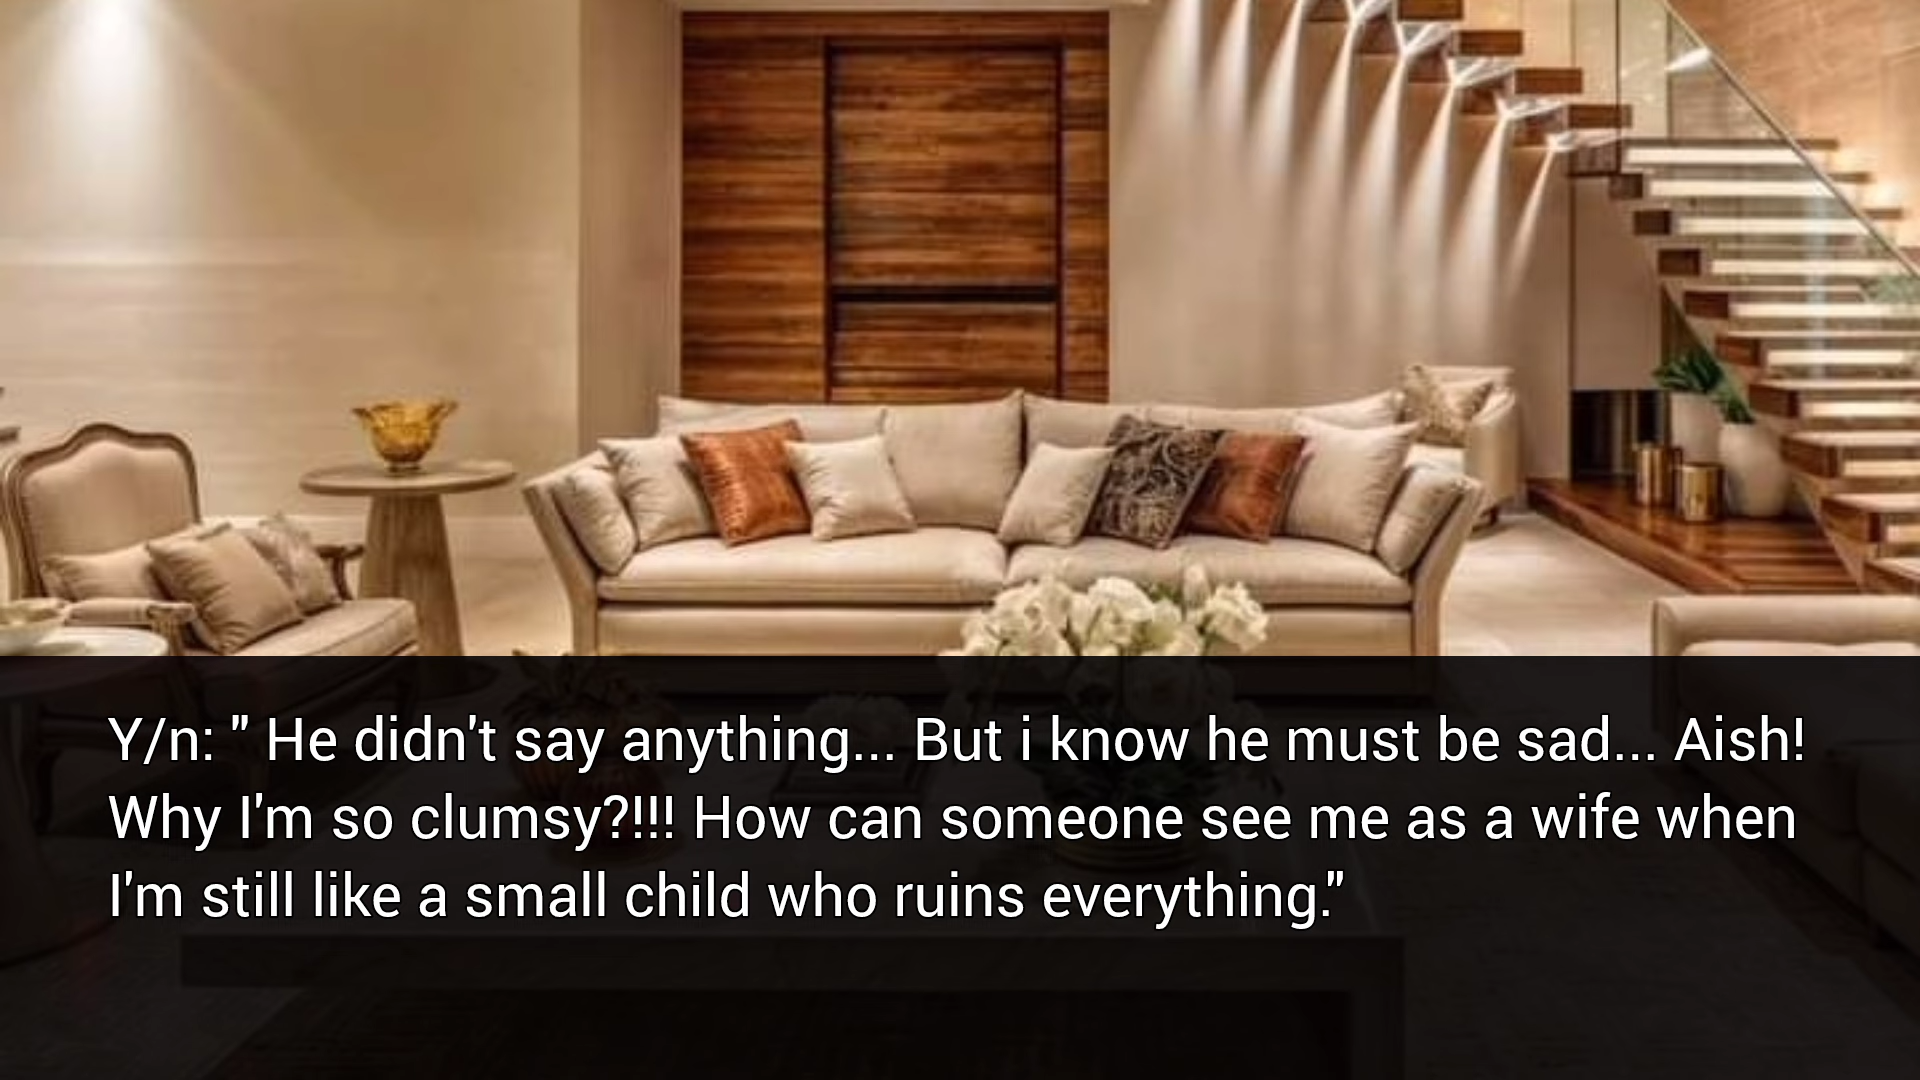 Y/n: " He didn't say anything... But i know he must be sad... Aish!
Why I'm so clumsy?!!! How can someone see me as a wife when
I'm still like a small child who ruins everything."